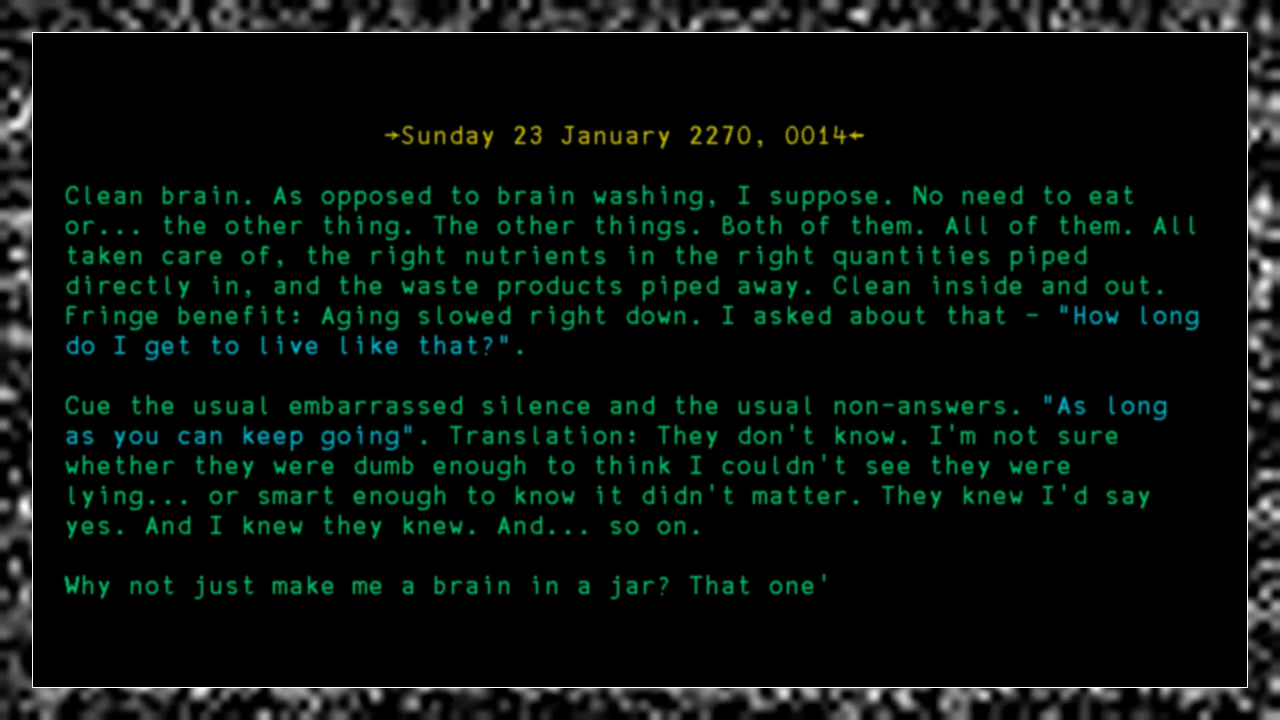 →Sunday 23 January 2270, 0014←
Clean brain. As opposed to brain washing, I suppose. No need to eat
or... the other thing. The other things. Both of them. All of them. All
taken care of, the right nutrients in the right quantities piped
directly in, and the waste products piped away. Clean inside and out.
Fringe benefit: Aging slowed right down. I asked about that - "How long
do I get to live like that?".
Cue the usual embarrassed silence and the usual non-answers. "As long
as you can keep going". Translation: They don't know. I'm not sure
whether they were dumb enough to think I couldn't see they were
lying... or smart enough to know it didn't matter. They knew I'd say
yes. And I knew they knew. And... so on.
Why not just make me a brain in a jar? That one'